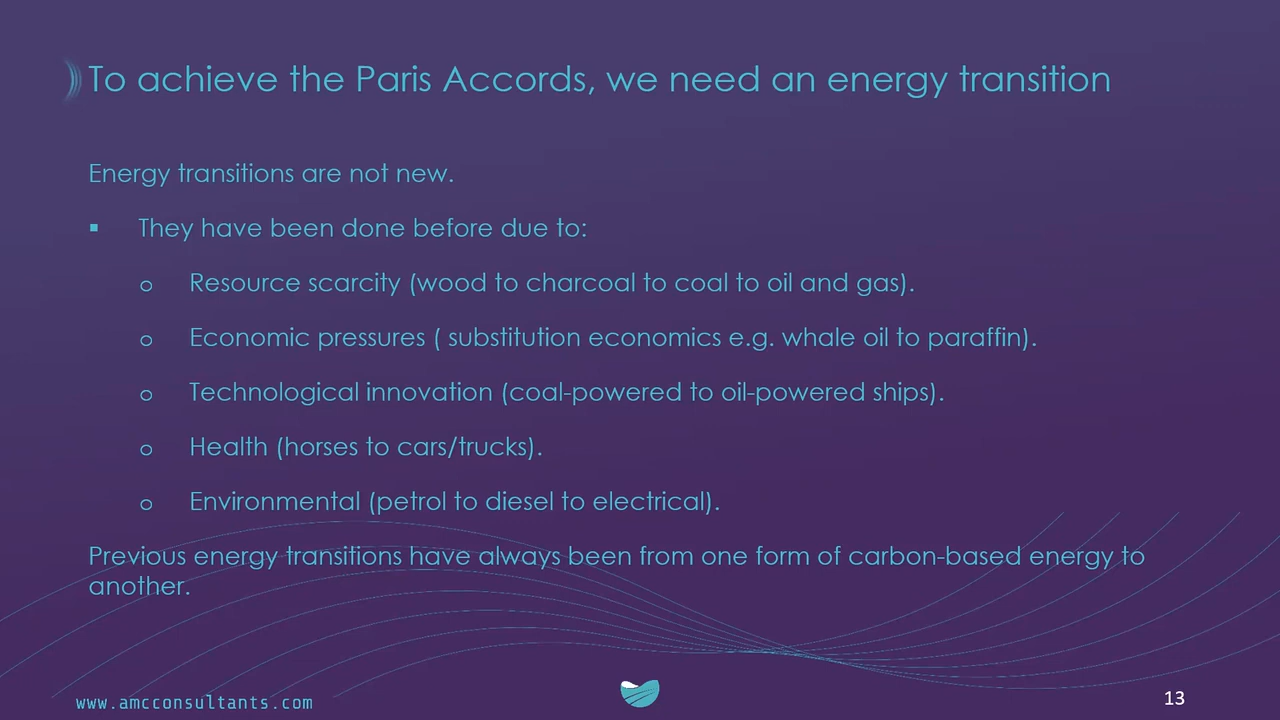 To achieve the Paris Accords, we need an energy transition
Energy transitions are not new.
▪ They have been done before due to:
o Resource scarcity (wood to charcoal to coal to oil and gas).
o Economic pressures ( substitution economics e.g. whale oil to paraffin).
o Technological innovation (coal-powered to oil-powered ships).
o Health (horses to cars/trucks).
o Environmental (petrol to diesel to electrical).
Previous energy transitions have always been from one form of carbon-based energy to
another.
www.amcconsultants.com
13